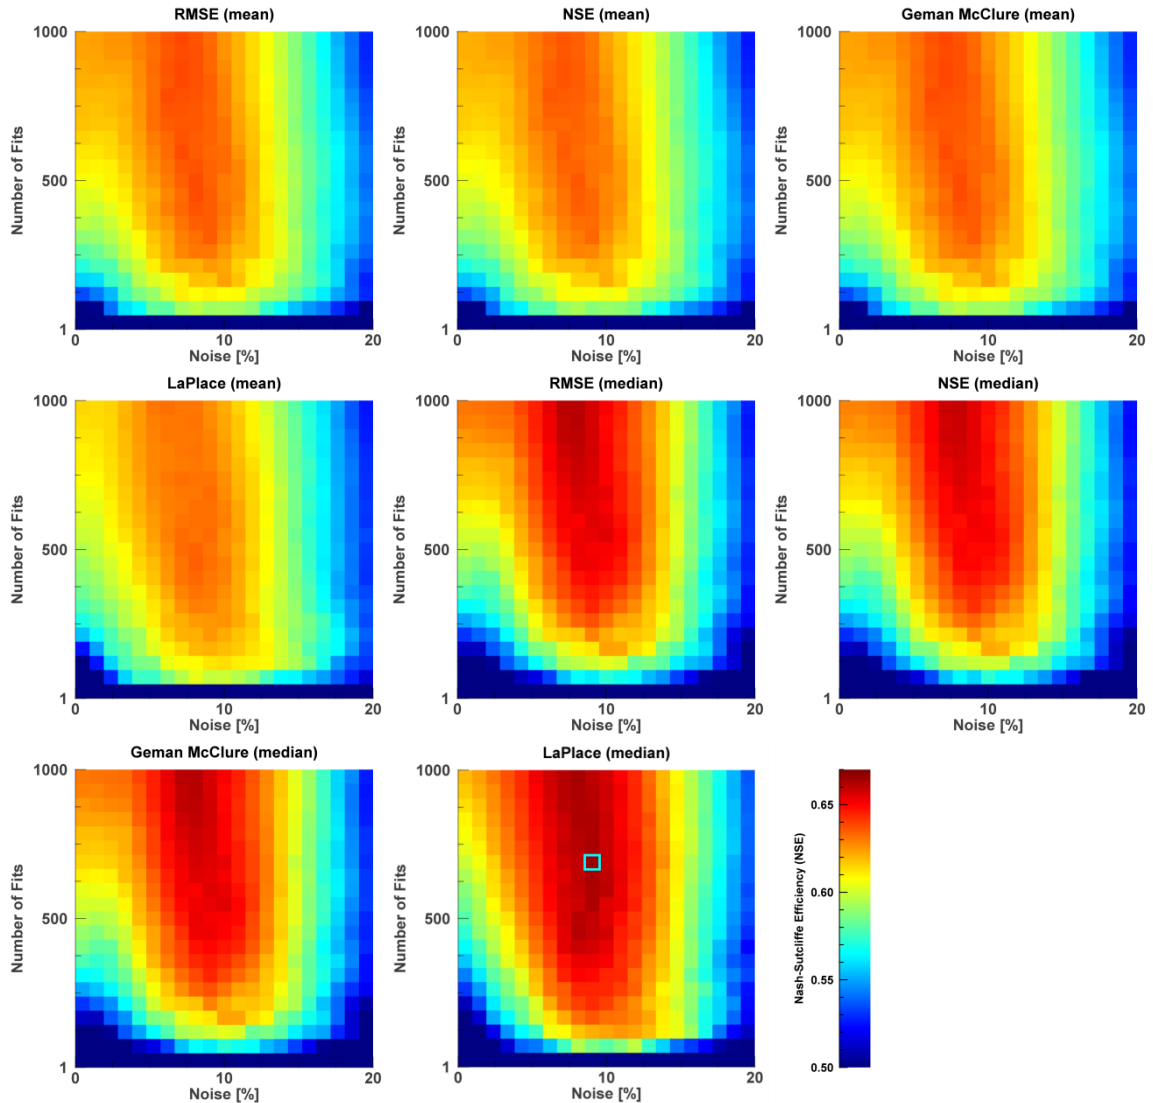 RMSE (mean)
NSE (mean)
Geman McClure (mean)
1000
500
1
Number of Fits
0
10
20
Noise [%]
1000
500
1
Number of Fits
0
10
20
Noise [%]
1000
500
1
Number of Fits
0
10
20
Noise [%]
LaPlace (mean)
RMSE (median)
NSE (median)
1000
500
1
Number of Fits
0
10
20
Noise [%]
1000
500
1
Number of Fits
0
10
20
Noise [%]
1000
500
1
Number of Fits
0
10
20
Noise [%]
Geman McClure (median)
LaPlace (median)
1000
500
1
Number of Fits
0
10
20
Noise [%]
1000
500
1
Number of Fits
0
10
20
Noise [%]
Nash-Sutcliffe Efficiency (NSE)
0.65
0.60
0.55
0.50